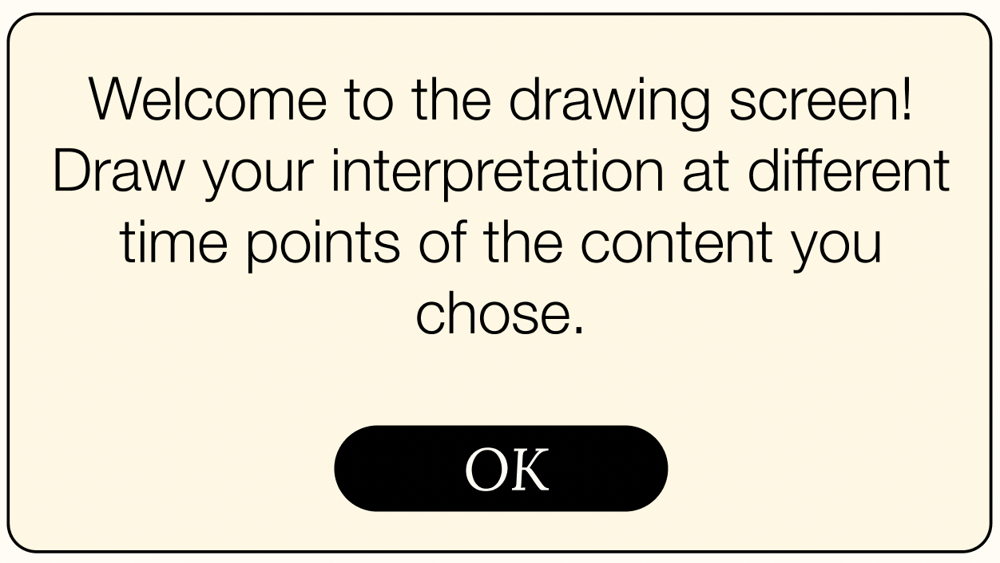 Welcome to the drawing screen!
Draw your interpretation at different
time points of the content you
chose.
OK